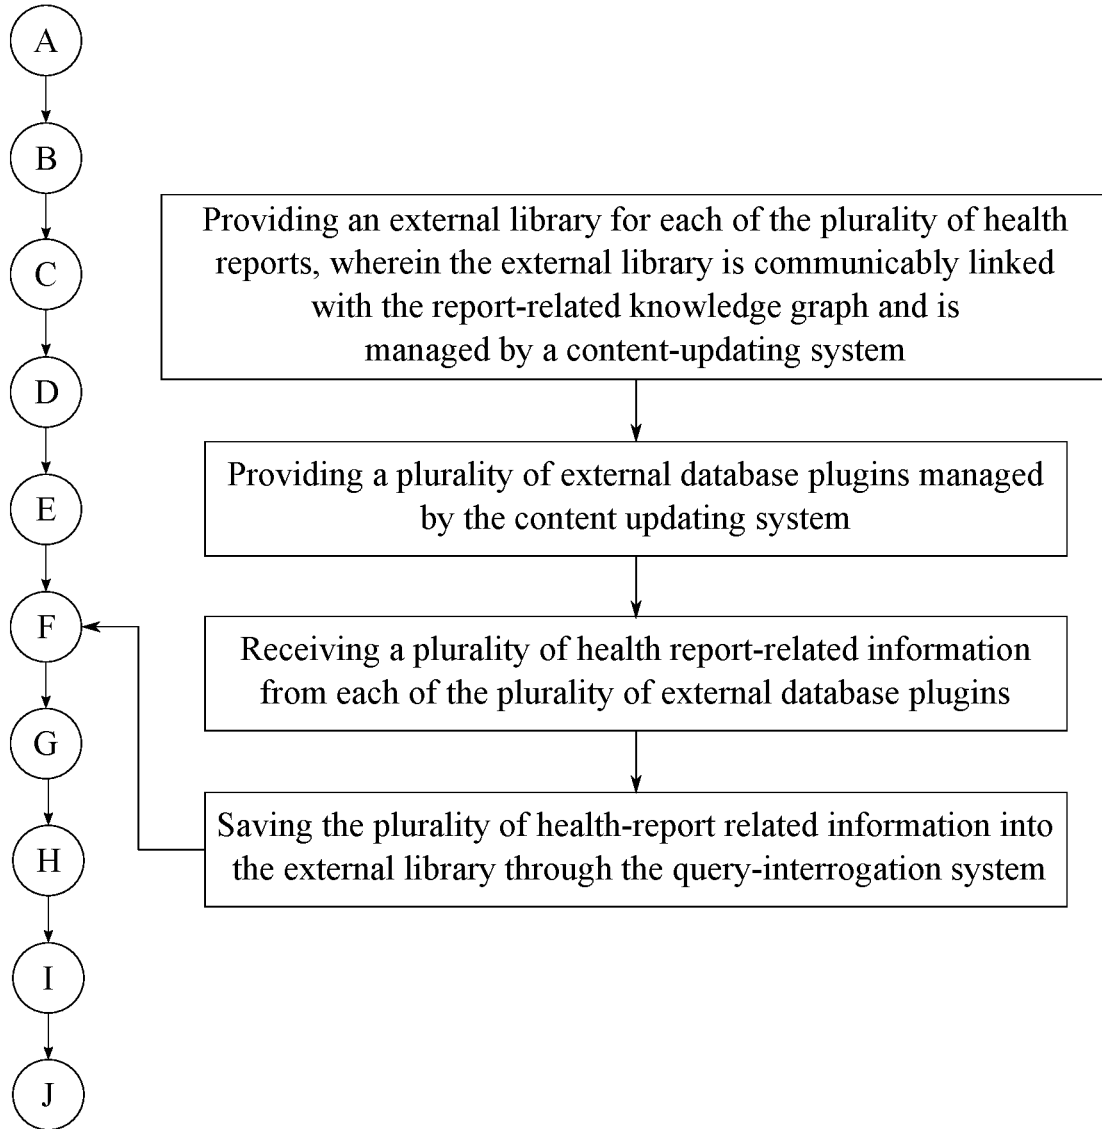 A
B
C
D
E
F
G
H
I
J
Providing an external library for each of the plurality of health
reports, wherein the external library is communicably linked
with the report-related knowledge graph and is
managed by a content-updating system
Providing a plurality of external database plugins managed
by the content updating system
Receiving a plurality of health report-related information
from each of the plurality of external database plugins
Saving the plurality of health-report related information into
the external library through the query-interrogation system